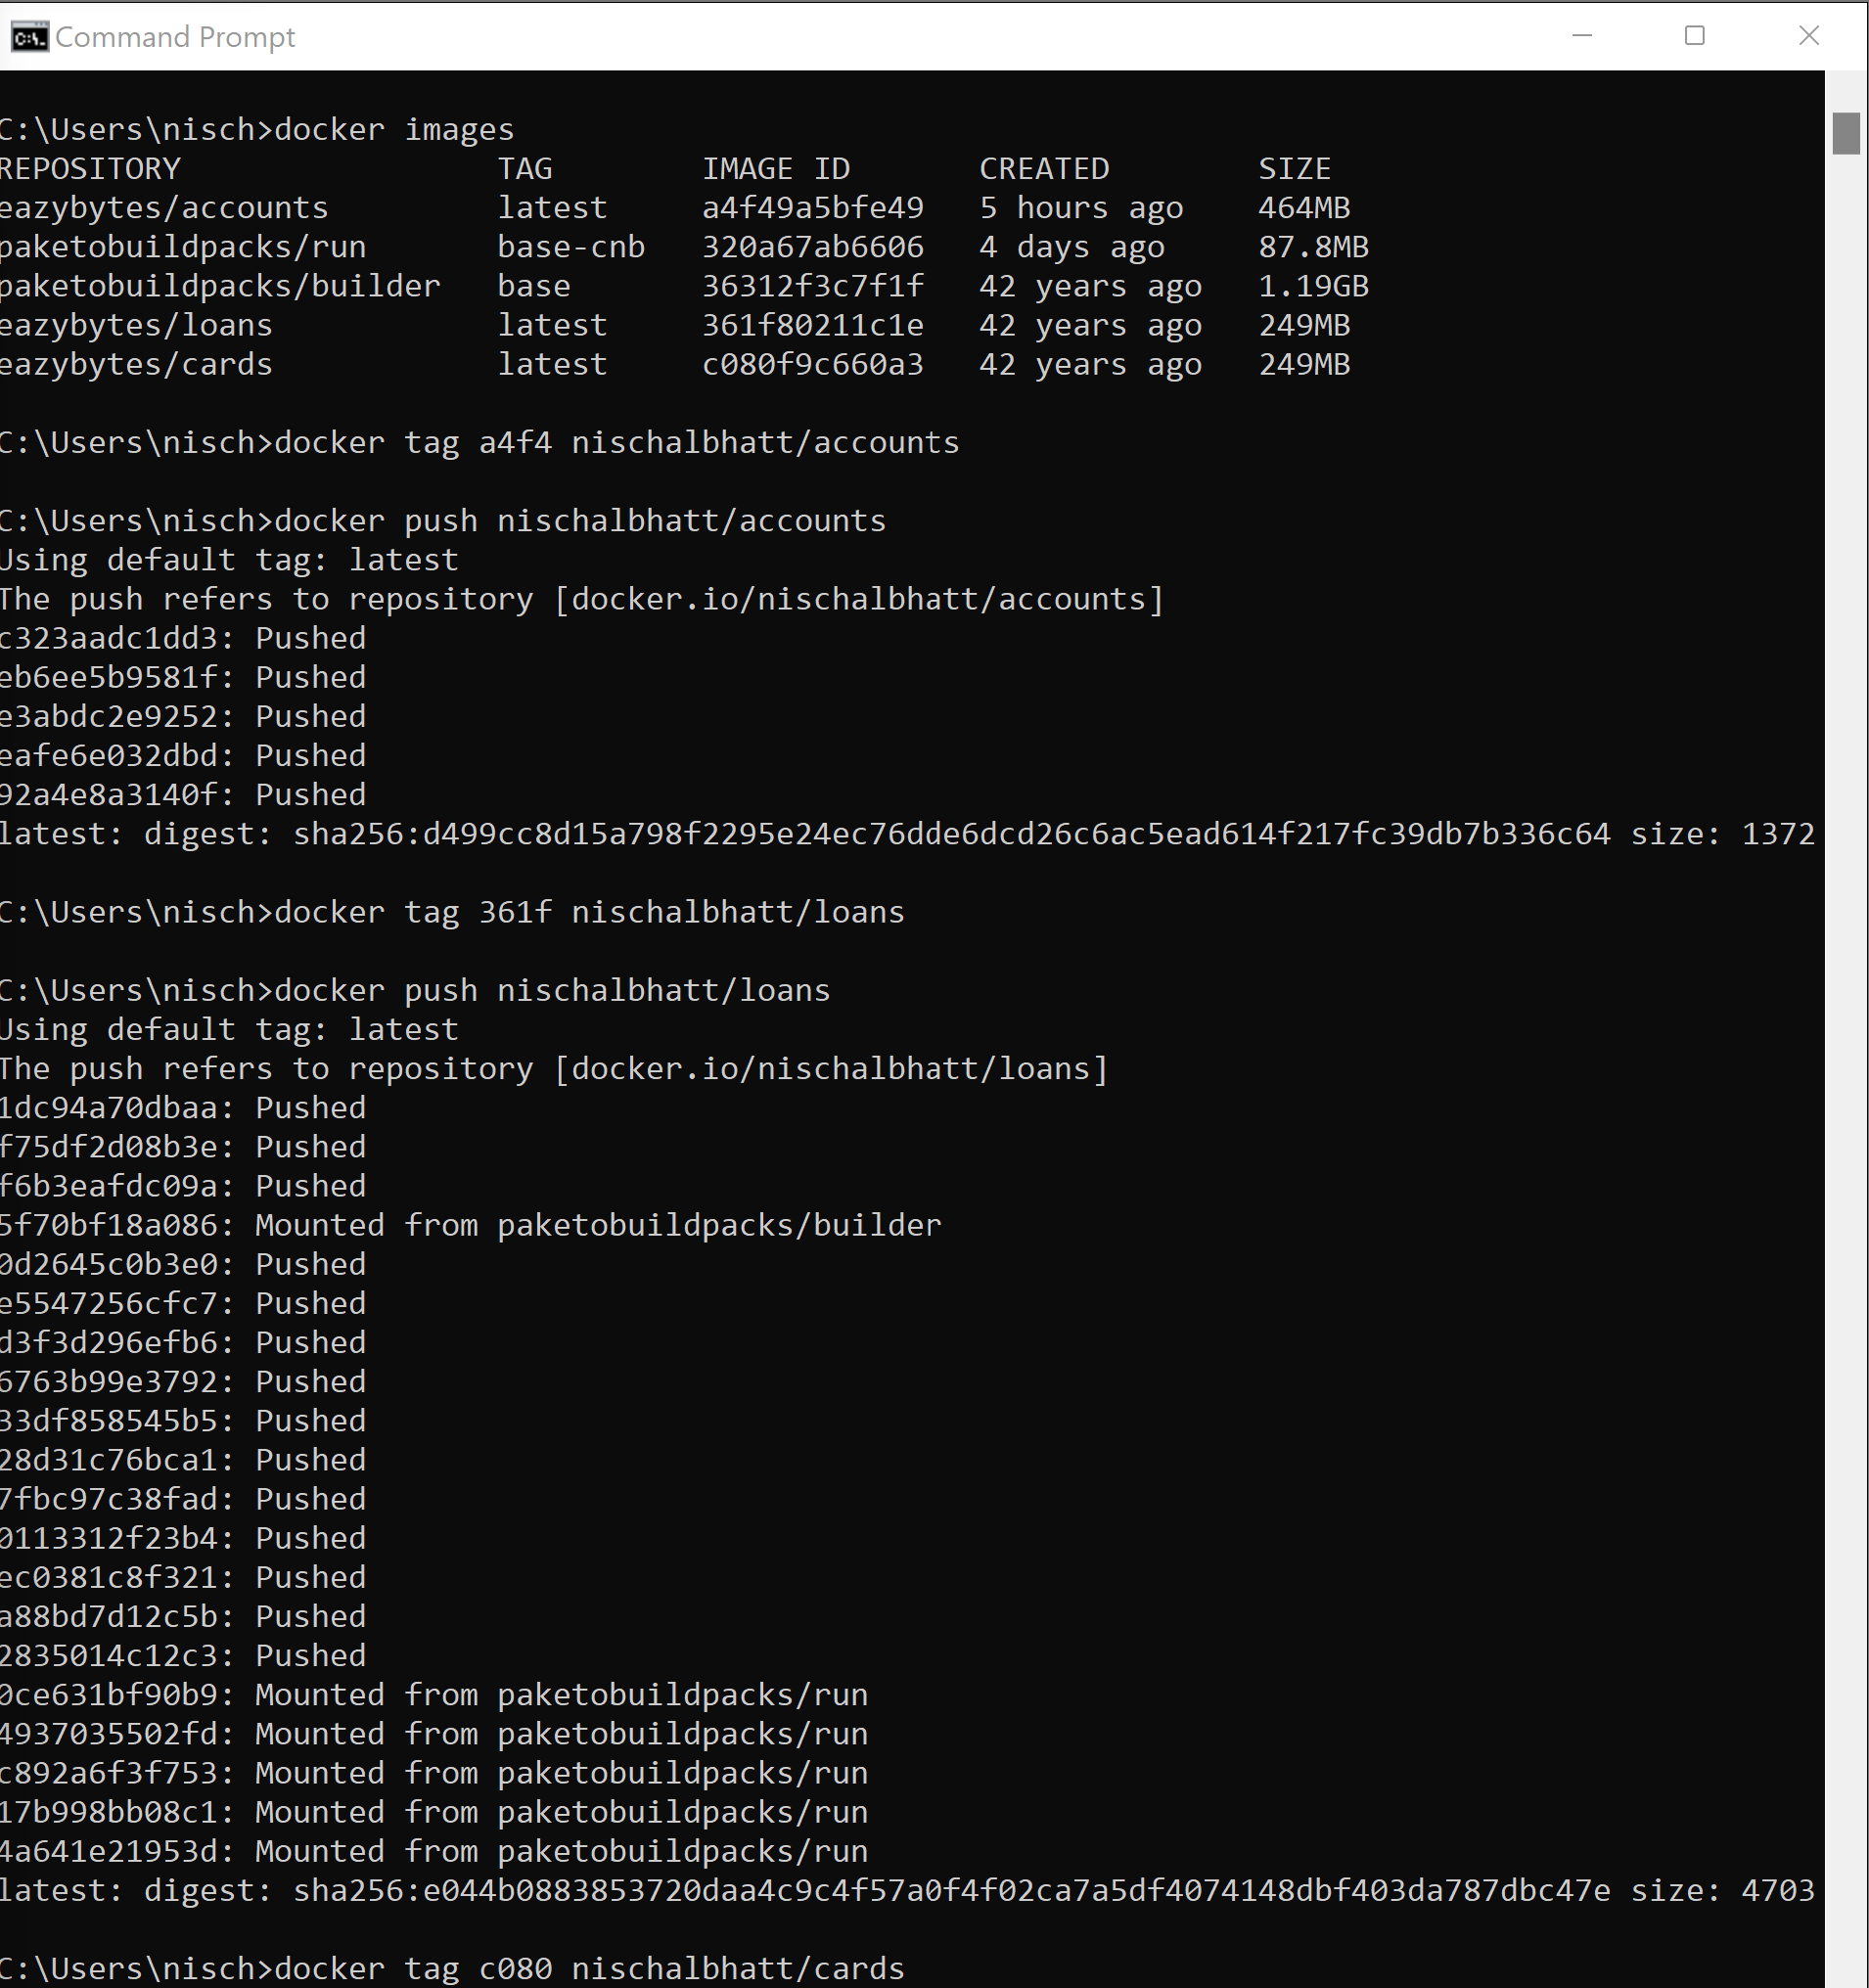 Command Prompt
C:\Users\nisch>docker images
REPOSITORY TAG IMAGE ID CREATED SIZE
eazybytes/accounts latest a4f49a5bfe49 5 hours ago 464MB
paketobuildpacks/run base-cnb 320a67ab6606 4 days ago 87.8MB
paketobuildpacks/builder base 36312f3c7f1f 42 years ago 1.19GB
eazybytes/loans latest 361f80211c1e 42 years ago 249MB
eazybytes/cards latest c080f9c660a3 42 years ago 249MB
C:\Users\nisch>docker tag a4f4 nischalbhatt/accounts
C:\Users\nisch>docker push nischalbhatt/accounts
Using default tag: latest
The push refers to repository [docker.io/nischalbhatt/accounts]
c323aadc1dd3: Pushed
eb6ee5b9581f: Pushed
e3abdc2e9252: Pushed
eafe6e032dbd: Pushed
92a4e8a3140f: Pushed
latest: digest: sha256:d499cc8d15a798f2295e24ec76dde6dcd26c6ac5ead614f217fc39db7b336c64 size: 1372
C:\Users\nisch>docker tag 361f nischalbhatt/loans
C:\Users\nisch>docker push nischalbhatt/loans
Using default tag: latest
The push refers to repository [docker.io/nischalbhatt/loans]
1dc94a70dbaa: Pushed
f75df2d08b3e: Pushed
f6b3eafdc09a: Pushed
5f70bf18a086: Mounted from paketobuildpacks/builder
0d2645c0b3e0: Pushed
e5547256cfc7: Pushed
d3f3d296efb6: Pushed
6763b99e3792: Pushed
33df858545b5: Pushed
28d31c76bca1: Pushed
7fbc97c38fad: Pushed
0113312f23b4: Pushed
ec0381c8f321: Pushed
a88bd7d12c5b: Pushed
2835014c12c3: Pushed
0ce631bf90b9: Mounted from paketobuildpacks/run
4937035502fd: Mounted from paketobuildpacks/run
c892a6f3f753: Mounted from paketobuildpacks/run
17b998bb08c1: Mounted from paketobuildpacks/run
4a641e21953d: Mounted from paketobuildpacks/run
latest: digest: sha256:e044b0883853720daa4c9c4f57a0f4f02ca7a5df4074148dbf403da787dbc47e size: 4703
C:\Users\nisch>docker tag c080 nischalbhatt/cards